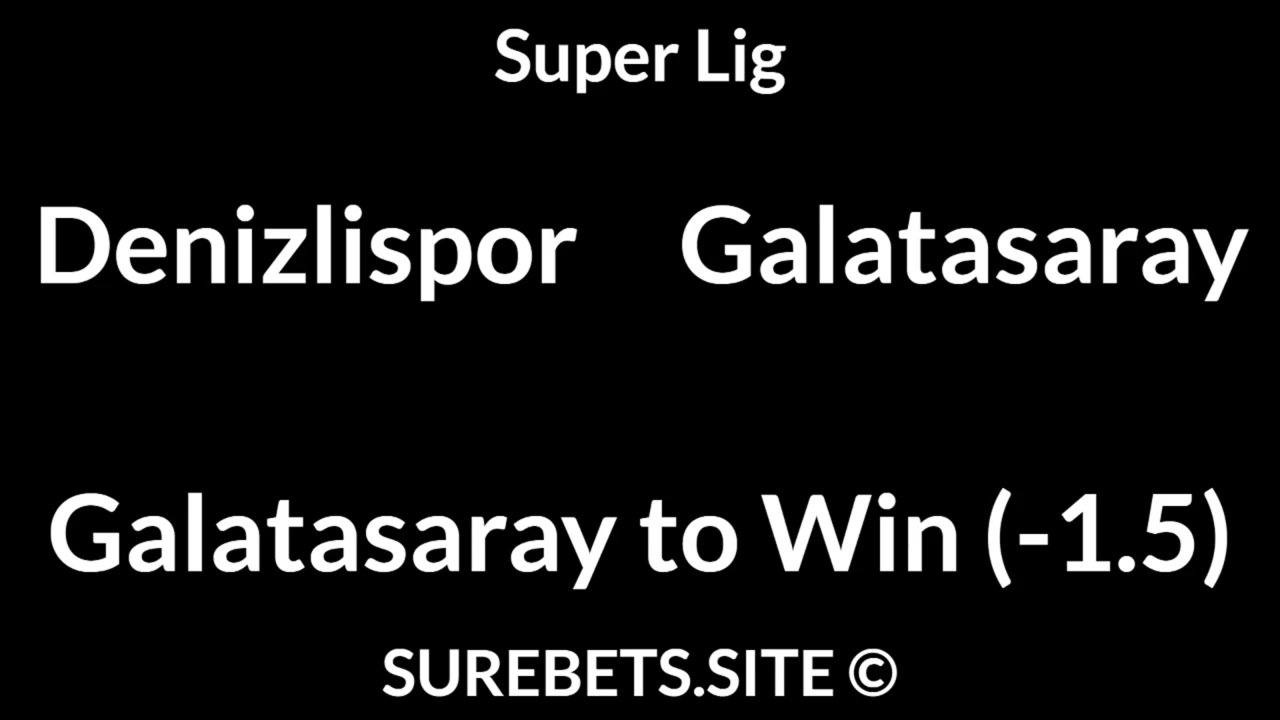 Super Lig
Denizlispor Galatasaray
Galatasaray to Win (-1.5)
SUREBETS.SITE ©